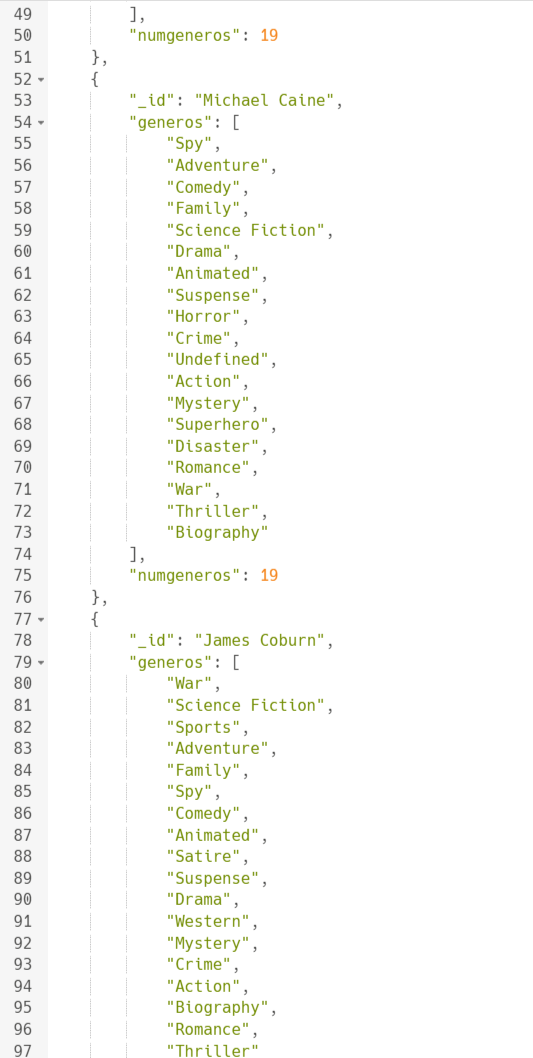 49 ],
50 "numgeneros": 19
51 },
52 {
53 "_id": "Michael Caine",
54 "generos": [
55 "Spy",
56 "Adventure",
57 "Comedy",
58 "Family",
59 "Science Fiction",
60 "Drama",
61 "Animated",
62 "Suspense",
63 "Horror",
64 "Crime",
65 "Undefined",
66 "Action",
67 "Mystery",
68 "Superhero",
69 "Disaster",
70 "Romance",
71 "War",
72 "Thriller",
73 "Biography"
74 ],
75 "numgeneros": 19
76 },
77 {
78 "_id": "James Coburn",
79 "generos": [
80 "War",
81 "Science Fiction",
82 "Sports",
83 "Adventure",
84 "Family",
85 "Spy",
86 "Comedy",
87 "Animated",
88 "Satire",
89 "Suspense",
90 "Drama",
91 "Western",
92 "Mystery",
93 "Crime",
94 "Action",
95 "Biography",
96 "Romance",
97 "Thriller"